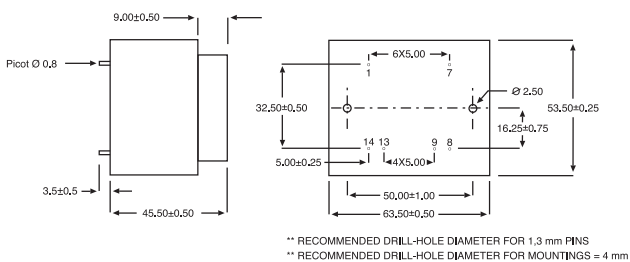 9.00±0.50
Picot Ø 0.8
3.5±0.5
45.50±0.50
6X5.00
1 7
Ø 2.50
32.50±0.50
53.50±0.25
16.25±0.75
14 13 9 8
5.00±0.25
4X5.00
50.00±1.00
63.50±0.50
** RECOMMENDED DRILL-HOLE DIAMETER FOR 1,3 mm PINS
** RECOMMENDED DRILL-HOLE DIAMETER FOR MOUNTINGS = 4 mm